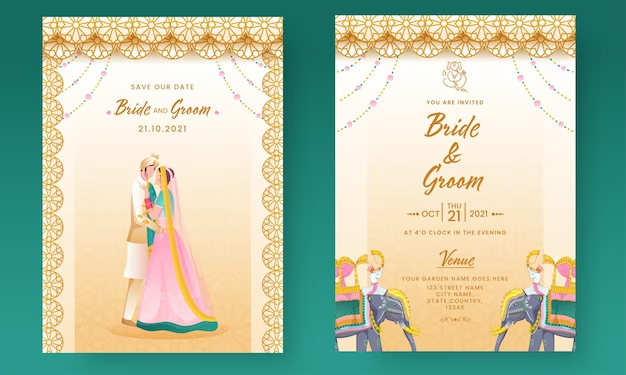 SAVE OUR DATE
Bride AND Groom
21.10.2021
YOU ARE INVITED
Bride
&
Groom
OCT THU 21 2021
AT 4'O CLOCK IN THE EVENING
Venue
YOUR GARDEN NAME GOES HERE
123 STREET NAME
CITY NAME
STATE,COUNTRY,
123456